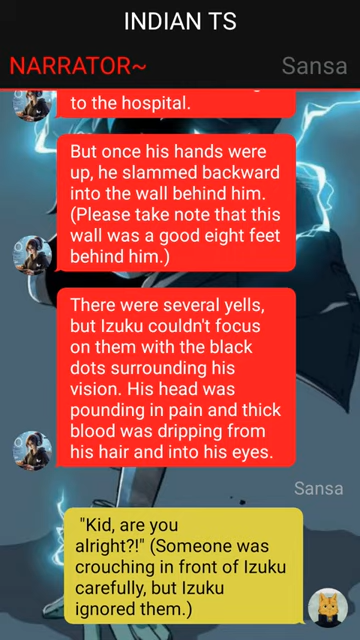 INDIAN TS
NARRATOR~ Sansa
to the hospital.
But once his hands were
up, he slammed backward
into the wall behind him.
(Please take note that this
wall was a good eight feet
behind him.)
There were several yells,
but Izuku couldn't focus
on them with the black
dots surrounding his
vision. His head was
pounding in pain and thick
blood was dripping from
his hair and into his eyes.
Sansa
"Kid, are you
alright?!" (Someone was
crouching in front of Izuku
carefully, but Izuku
ignored them.)